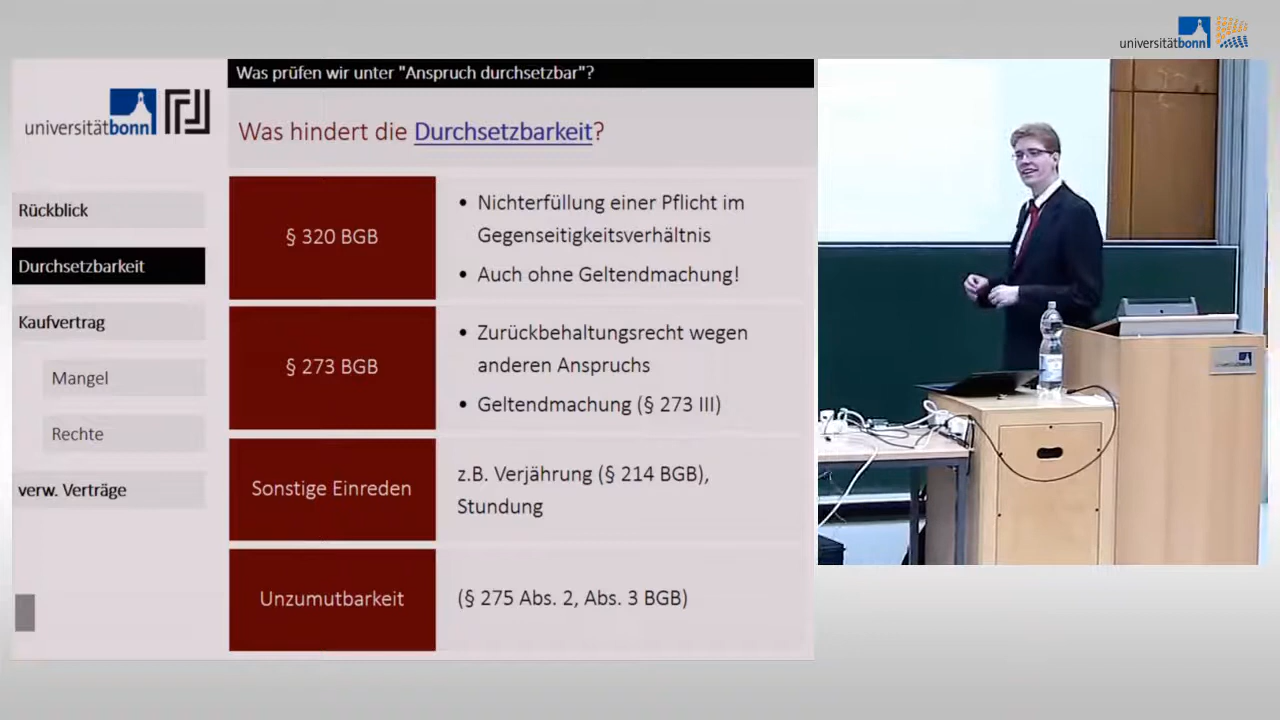 universitätbonn
Was prüfen wir unter "Anspruch durchsetzbar"?
universitätbonn
Was hindert die Durchsetzbarkeit?
Rückblick
Durchsetzbarkeit
Kaufvertrag
Mangel
Rechte
verw. Verträge
§ 320 BGB
• Nichterfüllung einer Pflicht im
Gegenseitigkeitsverhältnis
• Auch ohne Geltendmachung!
§ 273 BGB
• Zurückbehaltungsrecht wegen
anderen Anspruchs
• Geltendmachung (§ 273 III)
Sonstige Einreden
z.B. Verjährung (§ 214 BGB),
Stundung
Unzumutbarkeit
(§ 275 Abs. 2, Abs. 3 BGB)